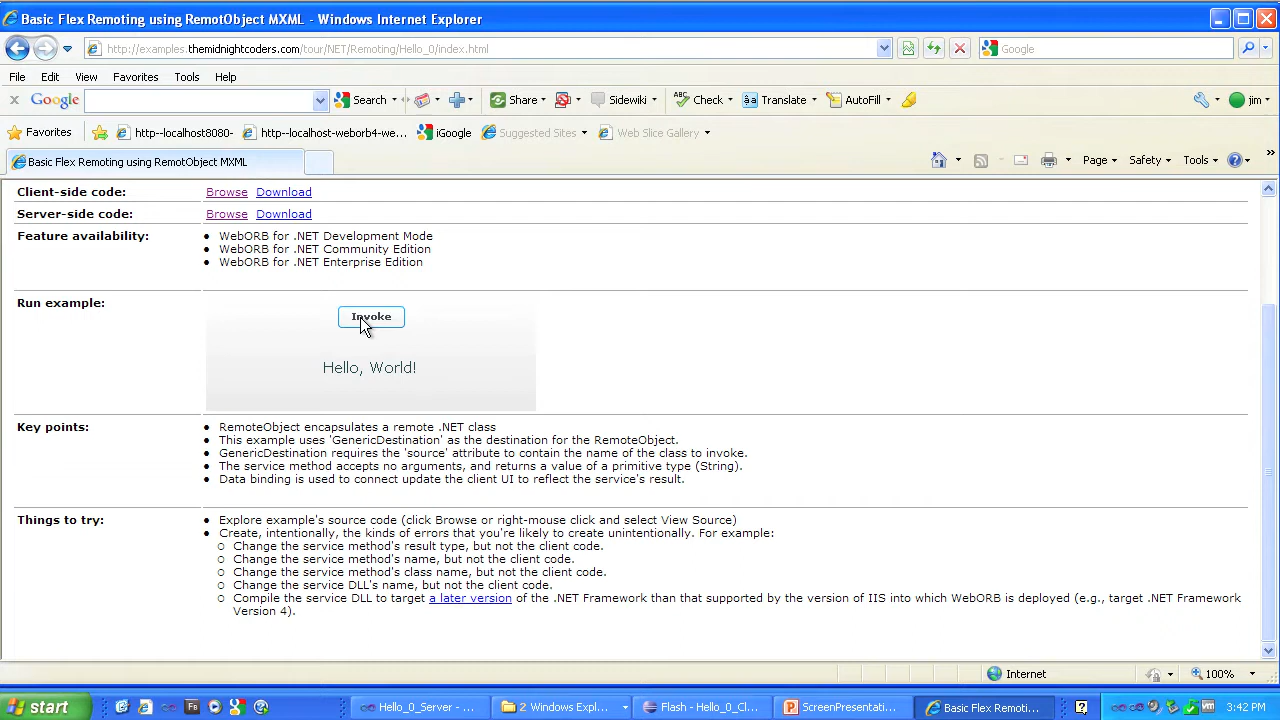 Basic Flex Remoting using RemotObject MXML - Windows Internet Explorer
http://examples.themidnightcoders.com/tour/NET/Remoting/Hello_0/index.html
Google
File Edit View Favorites Tools Help
x Google Search Share Sidewiki ABC Check Translate AutoFill jim
Favorites http--localhost8080- http--localhost-weborb4-we... iGoogle Suggested Sites Web Slice Gallery
Basic Flex Remoting using RemotObject MXML Page Safety Tools »
Client-side code: Browse Download
Server-side code: Browse Download
Feature availability: • WebORB for .NET Development Mode
• WebORB for .NET Community Edition
• WebORB for .NET Enterprise Edition
Run example: Invoke
Hello, World!
Key points: • RemoteObject encapsulates a remote .NET class
• This example uses 'GenericDestination' as the destination for the RemoteObject.
• GenericDestination requires the 'source' attribute to contain the name of the class to invoke.
• The service method accepts no arguments, and returns a value of a primitive type (String).
• Data binding is used to connect update the client UI to reflect the service's result.
Things to try: • Explore example's source code (click Browse or right-mouse click and select View Source)
• Create, intentionally, the kinds of errors that you're likely to create unintentionally. For example:
○ Change the service method's result type, but not the client code.
○ Change the service method's name, but not the client code.
○ Change the service method's class name, but not the client code.
○ Change the service DLL's name, but not the client code.
○ Compile the service DLL to target a later version of the .NET Framework than that supported by the version of IIS into which WebORB is deployed (e.g., target .NET Framework
Version 4).
Internet 100%
start Fs Hello_0_Server - ... 2 Windows Expl... Flash - Hello_0_Cl... ScreenPresentati... Basic Flex Remoti... 3:42 PM